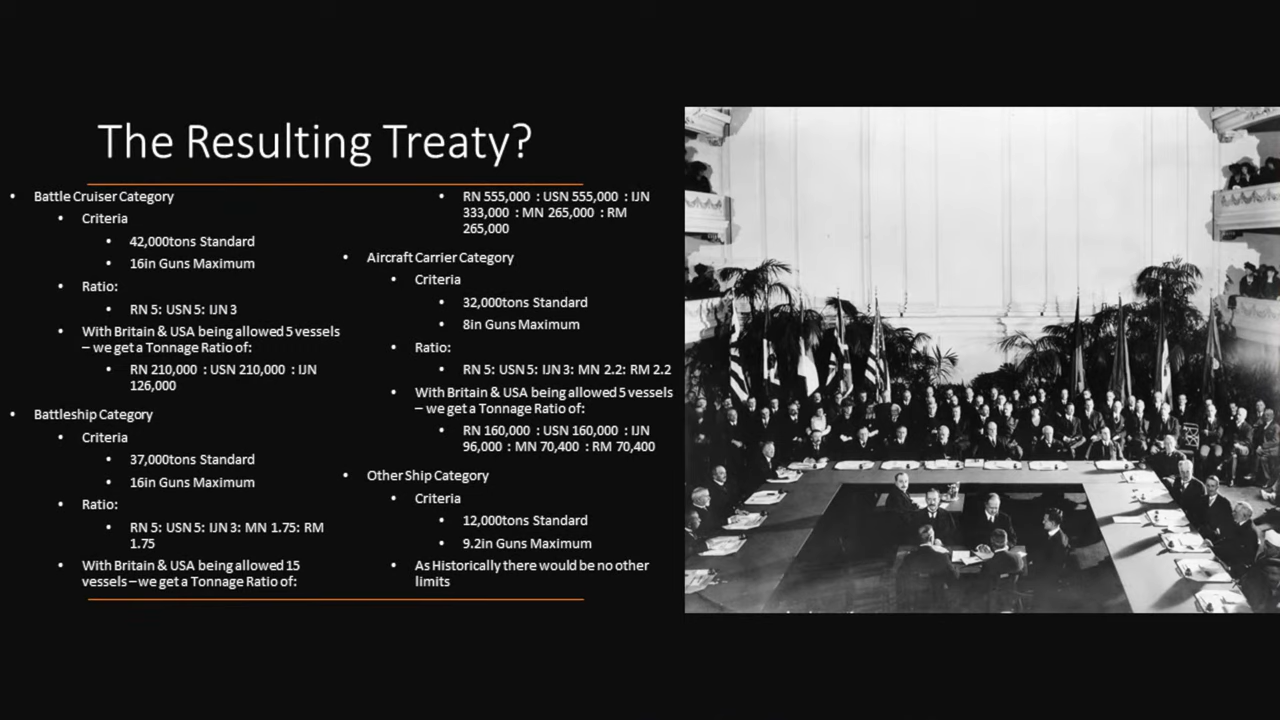 The Resulting Treaty?
• Battle Cruiser Category
• Criteria
• 42,000tons Standard
• 16in Guns Maximum
• Ratio:
• RN 5: USN 5: IJN 3
• With Britain & USA being allowed 5 vessels
– we get a Tonnage Ratio of:
• RN 210,000 : USN 210,000 : IJN
126,000
• Battleship Category
• Criteria
• 37,000tons Standard
• 16in Guns Maximum
• Ratio:
• RN 5: USN 5: IJN 3: MN 1.75: RM
1.75
• With Britain & USA being allowed 15
vessels – we get a Tonnage Ratio of:
• RN 555,000 : USN 555,000 : IJN
333,000 : MN 265,000 : RM
265,000
• Aircraft Carrier Category
• Criteria
• 32,000tons Standard
• 8in Guns Maximum
• Ratio:
• RN 5: USN 5: IJN 3: MN 2.2: RM 2.2
• With Britain & USA being allowed 5 vessels
– we get a Tonnage Ratio of:
• RN 160,000 : USN 160,000 : IJN
96,000 : MN 70,400 : RM 70,400
• Other Ship Category
• Criteria
• 12,000tons Standard
• 9.2in Guns Maximum
• As Historically there would be no other
limits